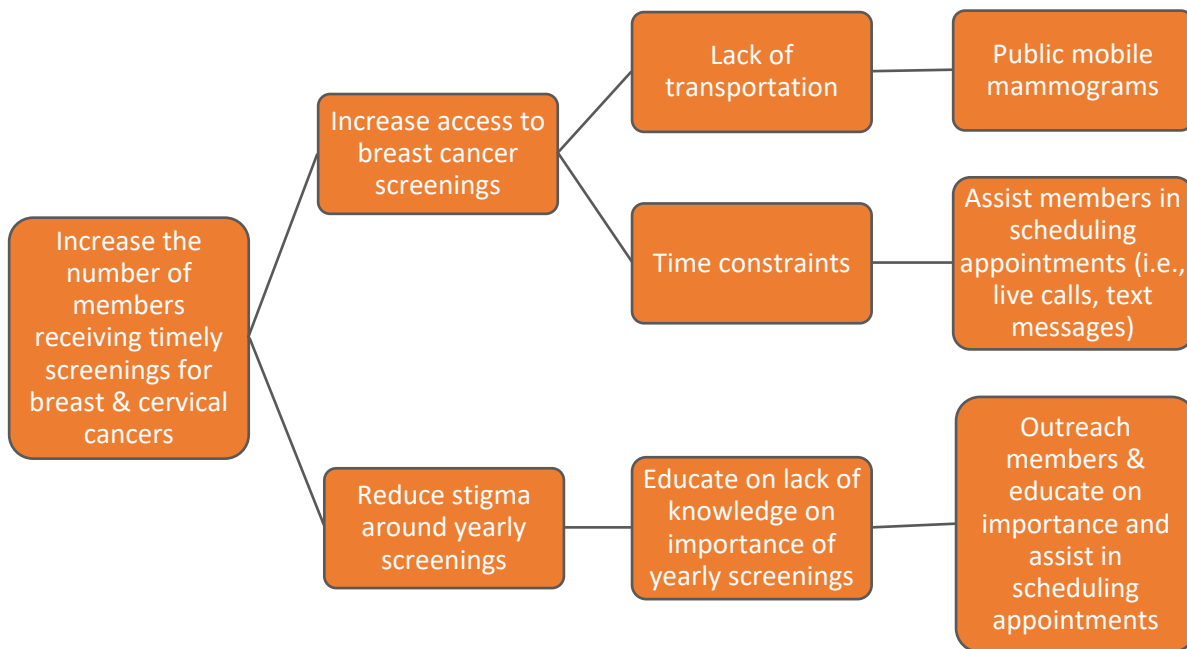 Increase the
number of
members
receiving timely
screenings for
breast & cervical
cancers
Increase access to
breast cancer
screenings
Lack of
transportation
Public mobile
mammograms
Time constraints
Assist members in
scheduling
appointments (i.e.,
live calls, text
messages)
Reduce stigma
around yearly
screenings
Educate on lack of
knowledge on
importance of
yearly screenings
Outreach
members &
educate on
importance and
assist in
scheduling
appointments